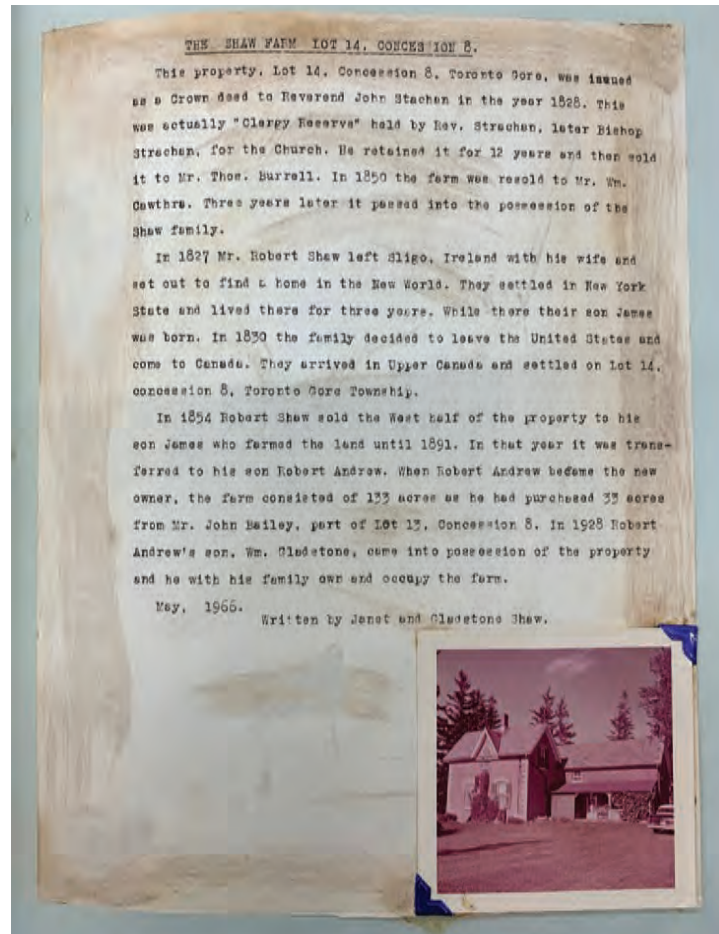 THE SHAW FARM LOT 14, CONCESSION 8.
This property, Lot 14, Concession 8, Toronto Gore, was issued
as a Crown deed to Reverend John Stachan in the year 1828. This
was actually "Clergy Reserve" held by Rev. Strachan, later Bishop
Strachan, for the Church. He retained it for 12 years and then sold
it to Mr. Thos. Burrell. In 1850 the farm was resold to Mr. Wm.
Cawthra. Three years later it passed into the possession of the
Shaw family.
In 1827 Mr. Robert Shaw left Sligo, Ireland with his wife and
set out to find a home in the New World. They settled in New York
State and lived there for three years. While there their son James
was born. In 1830 the family decided to leave the United States and
come to Canada. They arrived in Upper Canada and settled on Lot 14,
concession 8, Toronto Gore Township.
In 1854 Robert Shaw sold the West half of the property to his
son James who farmed the land until 1891. In that year it was trans-
ferred to his son Robert Andrew. When Robert Andrew became the new
owner, the farm consisted of 133 acres as he had purchased 33 acres
from Mr. John Bailey, part of Lot 13, Concession 8. In 1928 Robert
Andrew's son, Wm. Gladstone, came into possession of the property
and he with his family own and occupy the farm.
May, 1966.
Written by Janet and Gladstone Shaw.